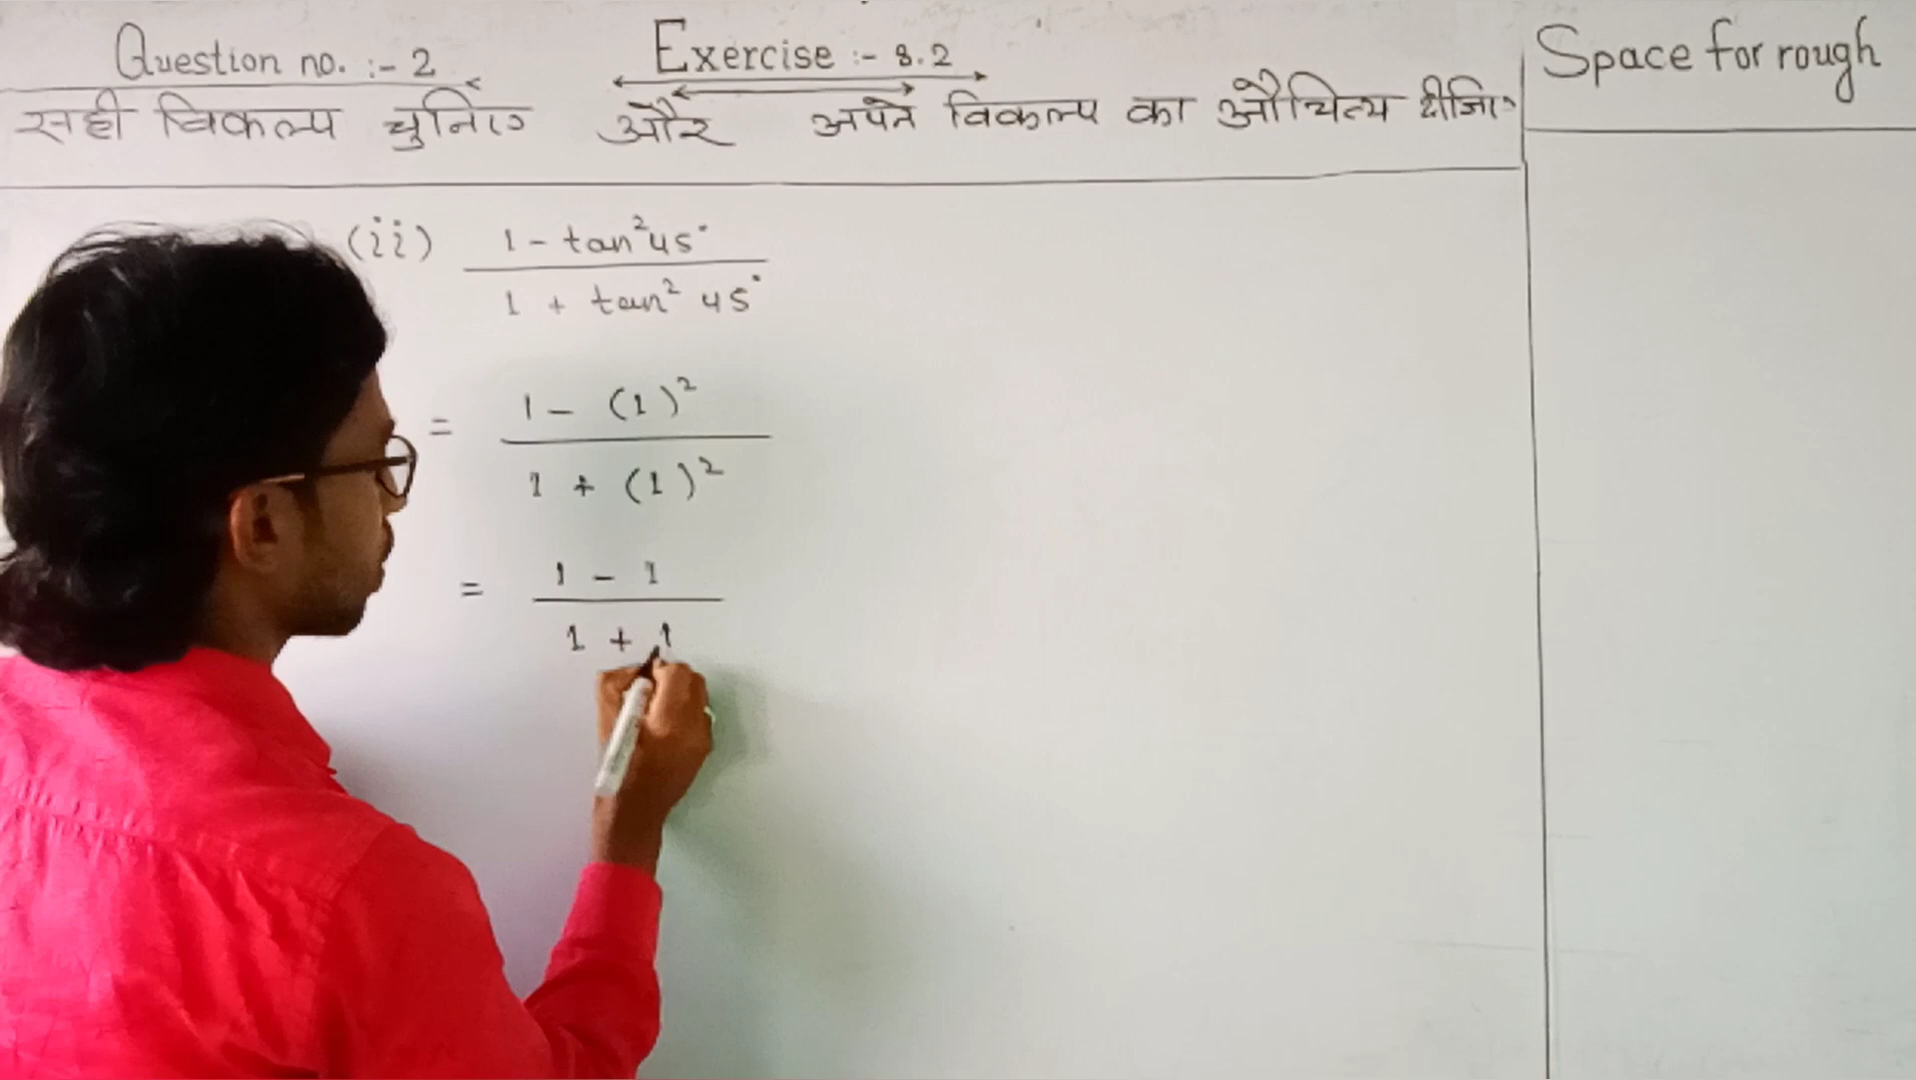 Question no. :- 2
Exercise :- 8.2
Space for rough
सही विकल्प चुनिए और अपने विकल्प का औचित्य दीजिए
(ii) 1 - tan²45°
1 + tan² 45°
= 1 - (1)²
1 + (1)²
= 1 - 1
1 + 1